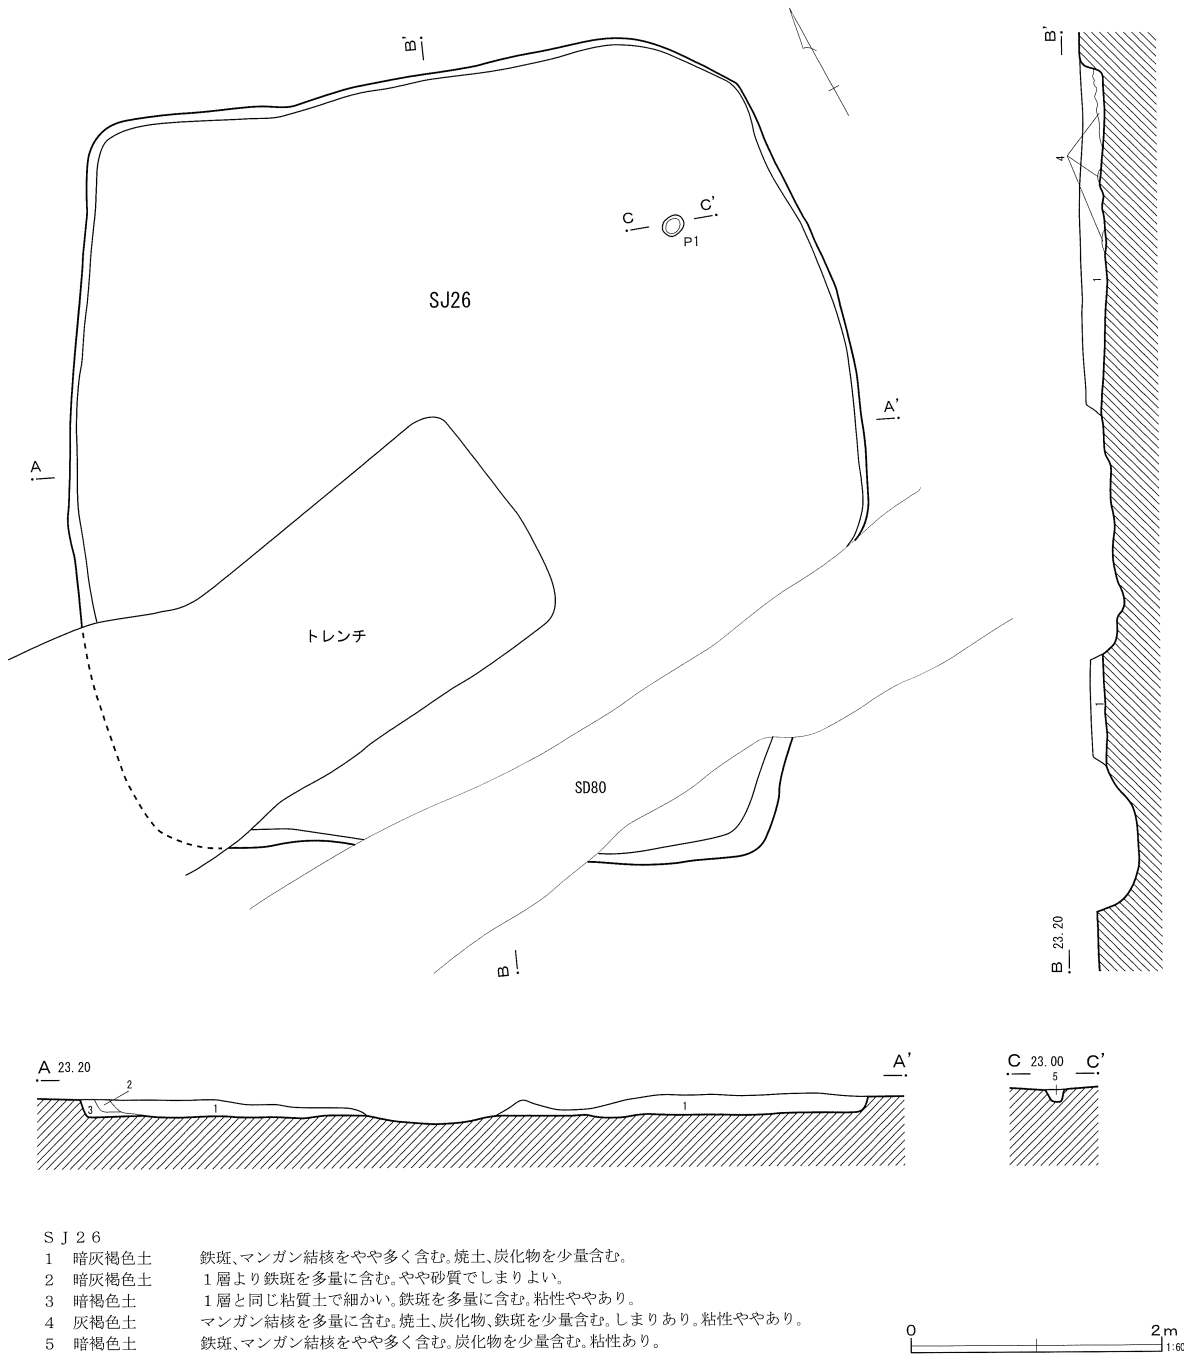 B'
B'
4
C
C'
P1
SJ26
1
A'
A
トレンチ
1
SD80
B
B 23.20
A 23.20
A'
C 23.00 C'
5
2
3
1
1
ＳＪ２６
1 暗灰褐色土 鉄斑、マンガン結核をやや多く含む。焼土、炭化物を少量含む。
2 暗灰褐色土 １層より鉄斑を多量に含む。やや砂質でしまりよい。
3 暗褐色土 １層と同じ粘質土で細かい。鉄斑を多量に含む。粘性ややあり。
4 灰褐色土 マンガン結核を多量に含む。焼土、炭化物、鉄斑を少量含む。しまりあり。粘性ややあり。
5 暗褐色土 鉄斑、マンガン結核をやや多く含む。炭化物を少量含む。粘性あり。
0 2m
1:60